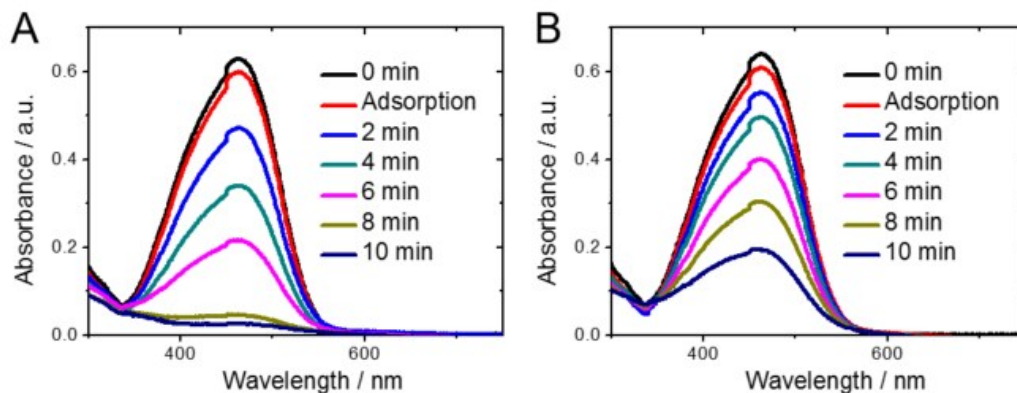 A
Absorbance / a.u.
0.6
0.4
0.2
0.0
0 min
Adsorption
2 min
4 min
6 min
8 min
10 min
400
600
Wavelength / nm
B
Absorbance / a.u.
0.6
0.4
0.2
0.0
0 min
Adsorption
2 min
4 min
6 min
8 min
10 min
400
600
Wavelength / nm